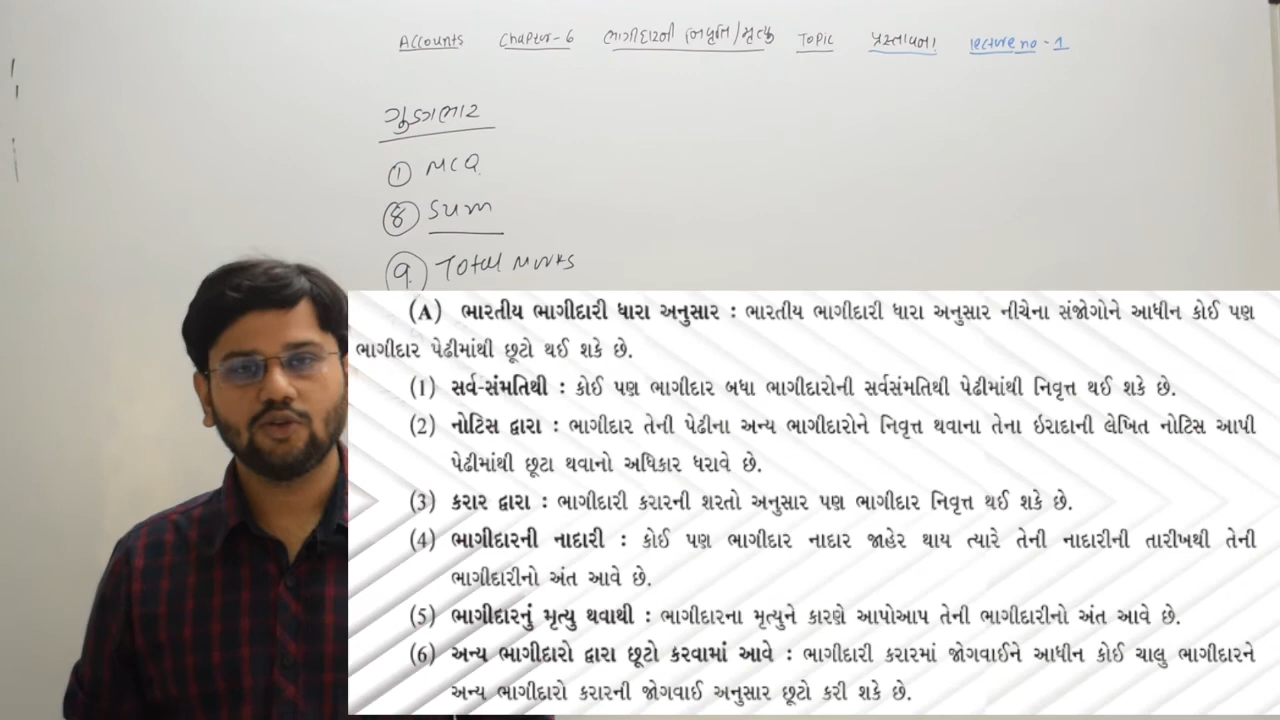 Accounts Chapter-6 ભાગીદારની નિવૃત્તિ/મૃત્યુ Topic પ્રસ્તાવના lecture no - 1
ગુણભાર
① MCQ
⑧ Sum
⑨ Total Marks
(A) ભારતીય ભાગીદારી ધારા અનુસાર : ભારતીય ભાગીદારી ધારા અનુસાર નીચેના સંજોગોને આધીન કોઈ પણ
ભાગીદાર પેઢીમાંથી છૂટો થઈ શકે છે.
(1) સર્વ-સંમતિથી : કોઈ પણ ભાગીદાર બધા ભાગીદારોની સર્વસંમતિથી પેઢીમાંથી નિવૃત્ત થઈ શકે છે.
(2) નોટિસ દ્વારા : ભાગીદાર તેની પેઢીના અન્ય ભાગીદારોને નિવૃત્ત થવાના તેના ઇરાદાની લેખિત નોટિસ આપી
પેઢીમાંથી છૂટા થવાનો અધિકાર ધરાવે છે.
(3) કરાર દ્વારા : ભાગીદારી કરારની શરતો અનુસાર પણ ભાગીદાર નિવૃત્ત થઈ શકે છે.
(4) ભાગીદારની નાદારી : કોઈ પણ ભાગીદાર નાદાર જાહેર થાય ત્યારે તેની નાદારીની તારીખથી તેની
ભાગીદારીનો અંત આવે છે.
(5) ભાગીદારનું મૃત્યુ થવાથી : ભાગીદારના મૃત્યુને કારણે આપોઆપ તેની ભાગીદારીનો અંત આવે છે.
(6) અન્ય ભાગીદારો દ્વારા છૂટો કરવામાં આવે : ભાગીદારી કરારમાં જોગવાઈને આધીન કોઈ ચાલુ ભાગીદારને
અન્ય ભાગીદારો કરારની જોગવાઈ અનુસાર છૂટો કરી શકે છે.